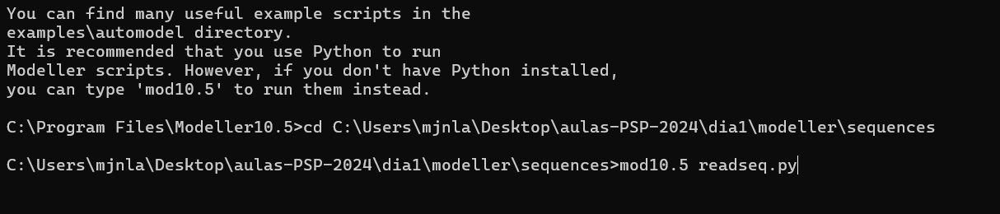 You can find many useful example scripts in the
examples\automodel directory.
It is recommended that you use Python to run
Modeller scripts. However, if you don't have Python installed,
you can type 'mod10.5' to run them instead.
C:\Program Files\Modeller10.5>cd C:\Users\mjnla\Desktop\aulas-PSP-2024\dia1\modeller\sequences
C:\Users\mjnla\Desktop\aulas-PSP-2024\dia1\modeller\sequences>mod10.5 readseq.py